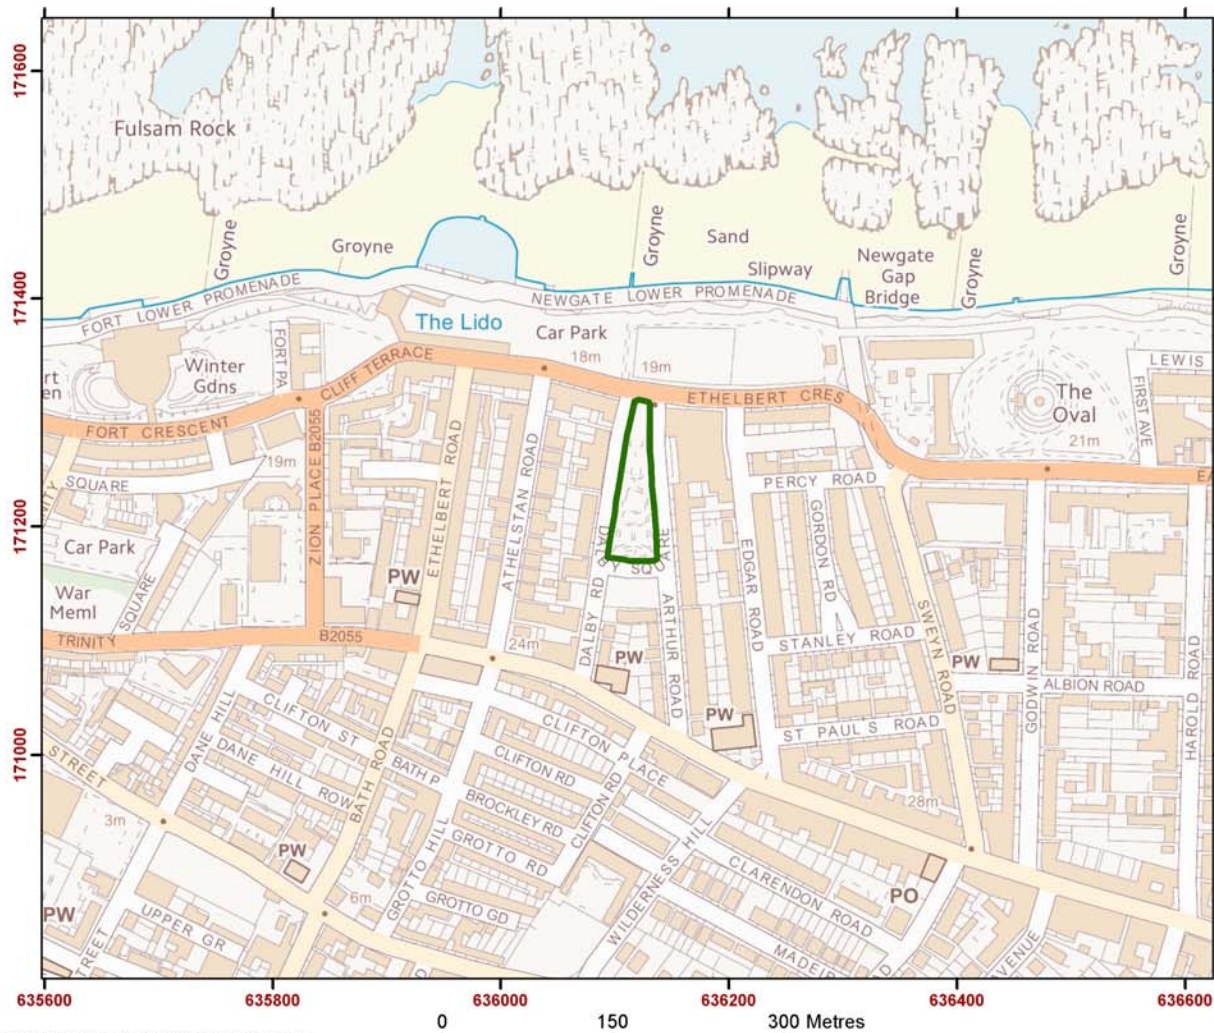 171600
Fulsam Rock
Groyne
Groyne
Groyne
Sand
Slipway
Newgate
Gap
Bridge
Groyne
Groyne
171400
FORT LOWER PROMENADE
NEWGATE LOWER PROMENADE
The Lido
Car Park
18m
19m
Winter
Gdns
FORT PA
CLIFF TERRACE
ETHELBERT CRES
The
Oval
21m
LEWIS
FIRST AVE
FORT CRESCENT
19m
SQUARE
ZION PLACE B2055
ETHELBERT ROAD
ATHELSTAN ROAD
PERCY ROAD
GORDON RD
171200
Car Park
War
Meml
SQUARE
PW
DALBY SQUARE
DALBY RD
ARTHUR ROAD
EDGAR ROAD
STANLEY ROAD
SWEYN ROAD
GODWIN ROAD
HAROLD ROAD
TRINITY
B2055
24m
PW
PW
ALBION ROAD
PW
ST PAUL'S ROAD
171000
STREET
DANE HILL
CLIFTON ST
DANE HILL ROW
BATH ROAD
BATH P
CLIFTON PLACE
CLIFTON RD
BROCKLEY RD
CLIFTON RD
GROTTO RD
GROTTO HILL
GROTTO GD
3m
28m
PW
6m
WILDERNESS HILL
CLARENDON ROAD
PO
PW
UPPER GR
STREET
MADEIR
AVENUE
635600
635800
636000
636200
636400
636600
0 150 300 Metres